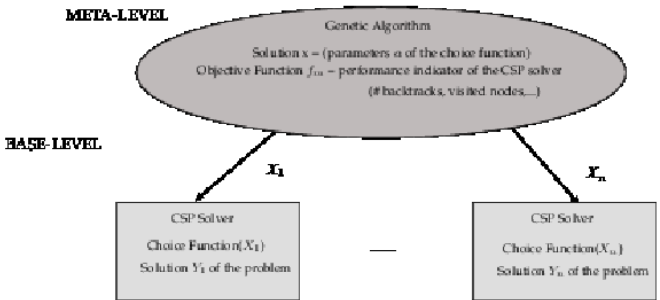 META-LEVEL
Genetic Algorithm
Solution x = (parameters α of the choice function)
Objective Function fₘ – performance indicator of the CSP solver
(# backtracks, visited nodes,...)
BASE-LEVEL
X₁
Xₙ
CSP Solver
Choice Function(X₁)
Solution Y₁ of the problem
—
CSP Solver
Choice Function(Xₙ)
Solution Yₙ of the problem